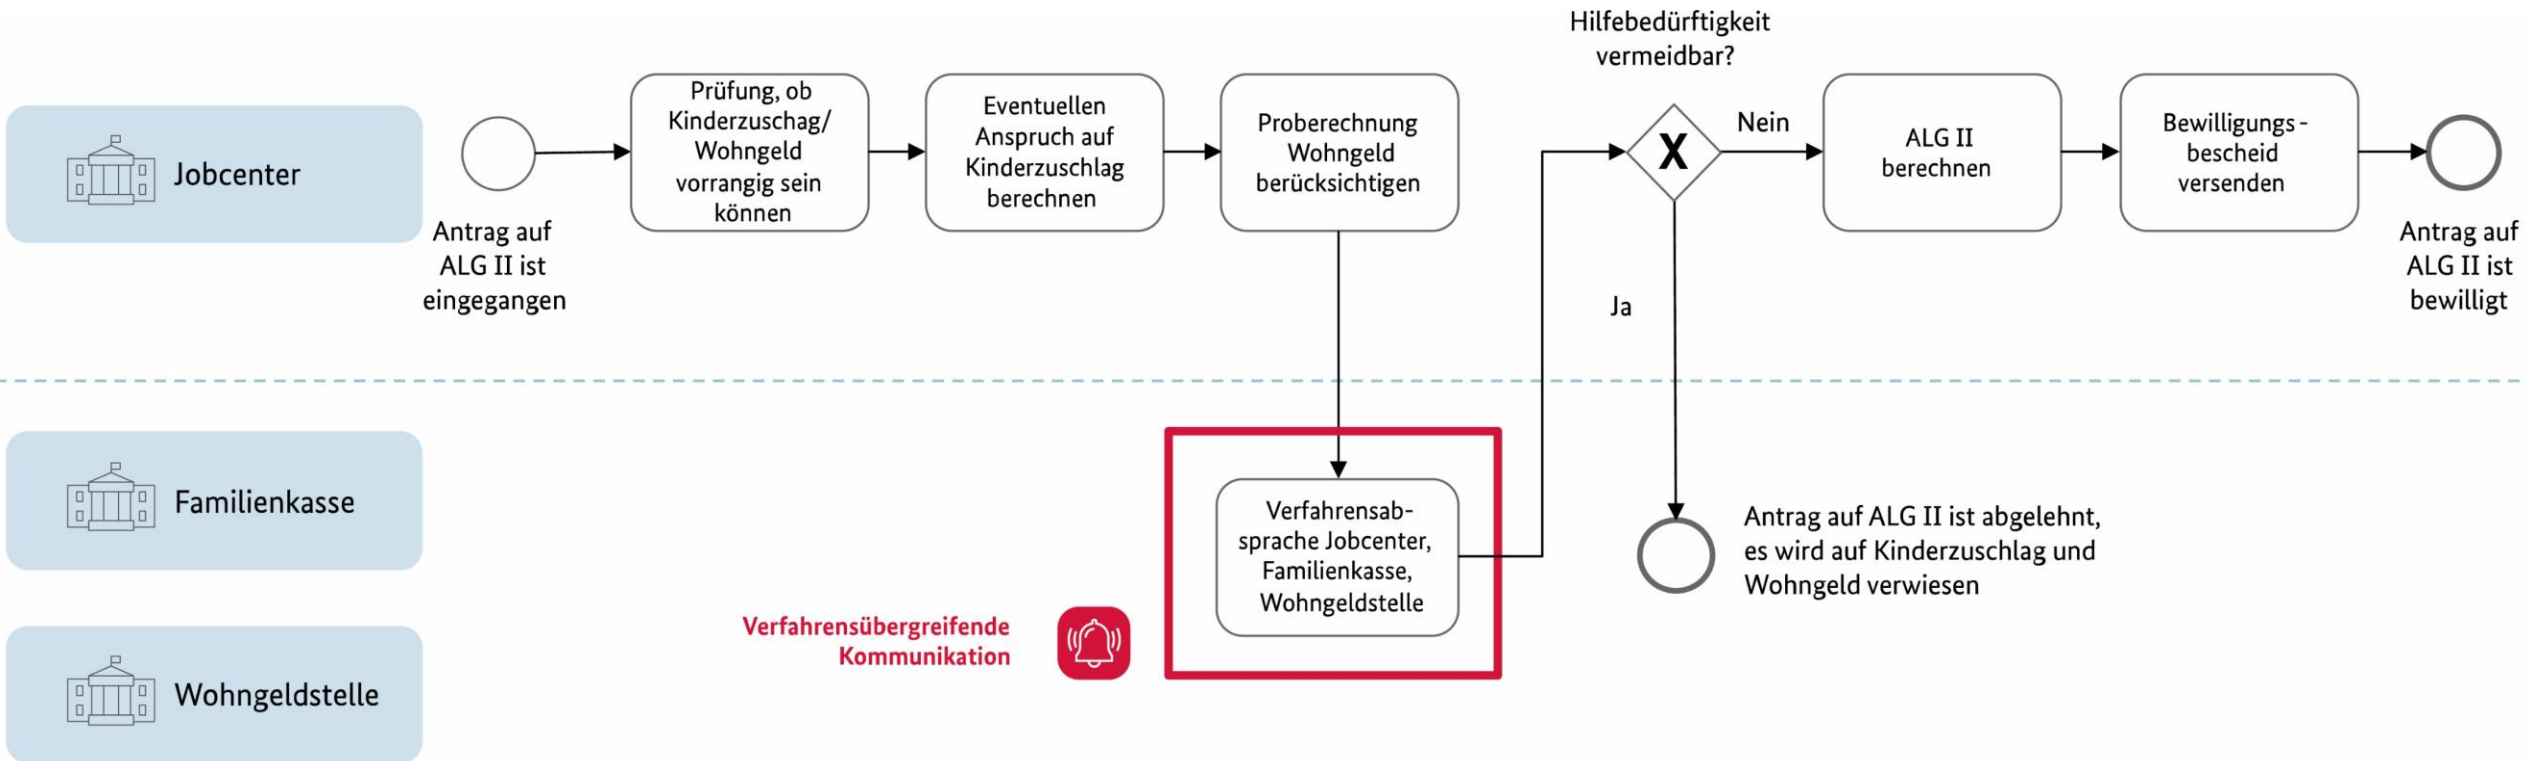 Hilfebedürftigkeit
vermeidbar?
Jobcenter
Antrag auf
ALG II ist
eingegangen
Prüfung, ob
Kinderzuschag/
Wohngeld
vorrangig sein
können
Eventuellen
Anspruch auf
Kinderzuschlag
berechnen
Proberechnung
Wohngeld
berücksichtigen
X
Nein
Ja
ALG II
berechnen
Bewilligungs-
bescheid
versenden
Antrag auf
ALG II ist
bewilligt
Familienkasse
Verfahrensab-
sprache Jobcenter,
Familienkasse,
Wohngeldstelle
Antrag auf ALG II ist abgelehnt,
es wird auf Kinderzuschlag und
Wohngeld verwiesen
Verfahrensübergreifende
Kommunikation
Wohngeldstelle